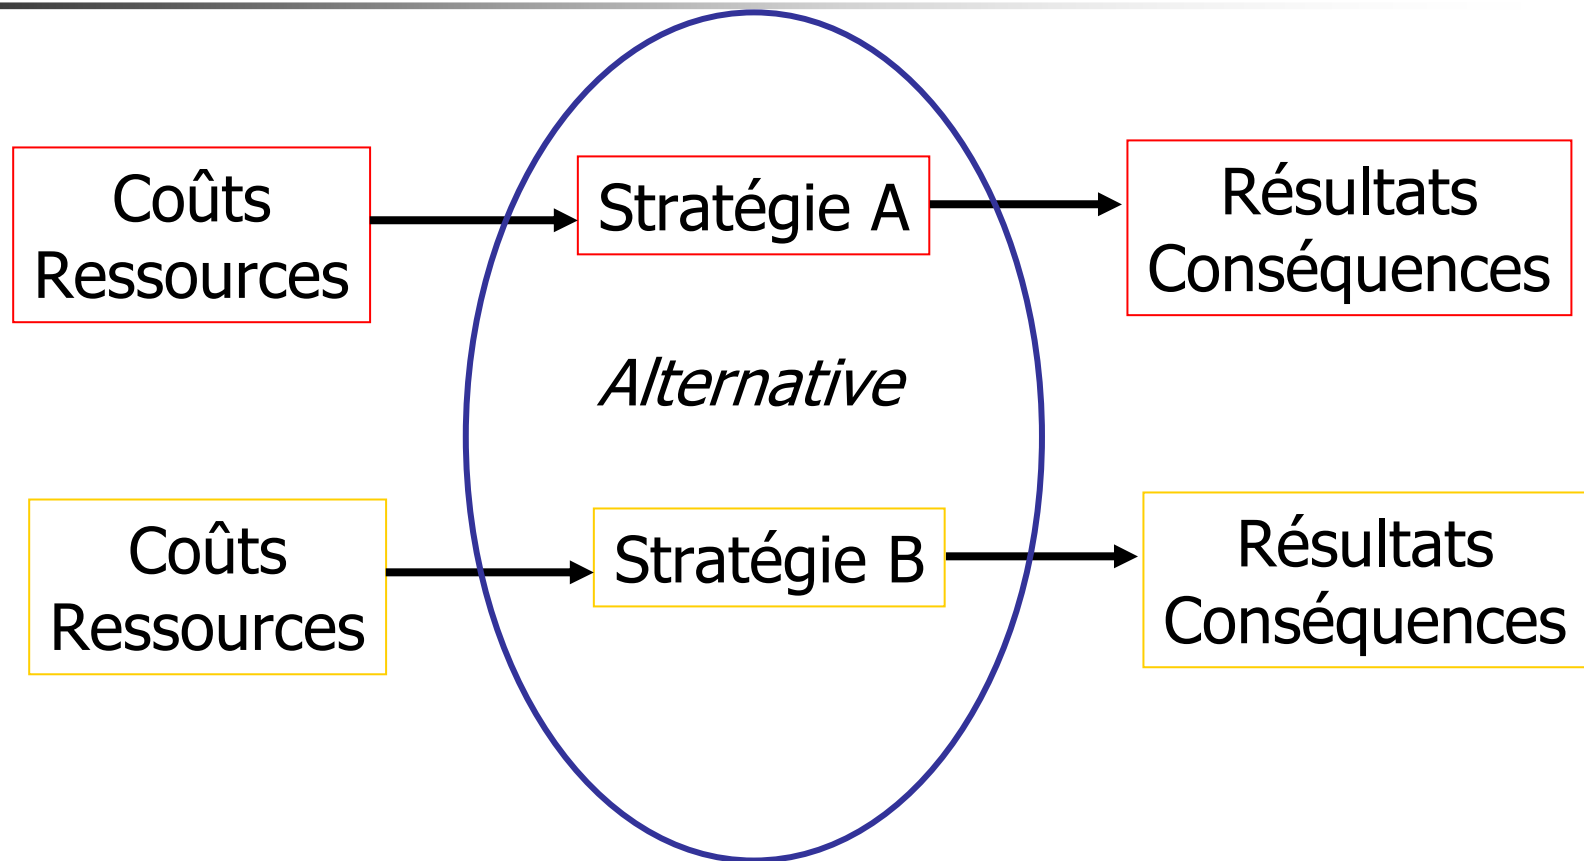 Coûts
Ressources
Stratégie A
Résultats
Conséquences
Alternative
Coûts
Ressources
Stratégie B
Résultats
Conséquences